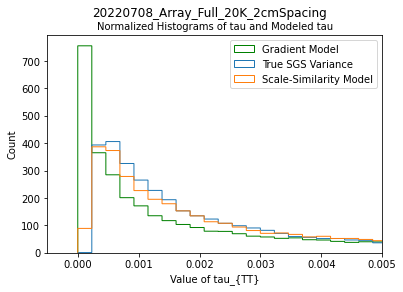 20220708_Array_Full_20K_2cmSpacing
Normalized Histograms of tau and Modeled tau
Gradient Model
True SGS Variance
Scale-Similarity Model
Count
700
600
500
400
300
200
100
0
0.000 0.001 0.002 0.003 0.004 0.005
Value of tau_{TT}